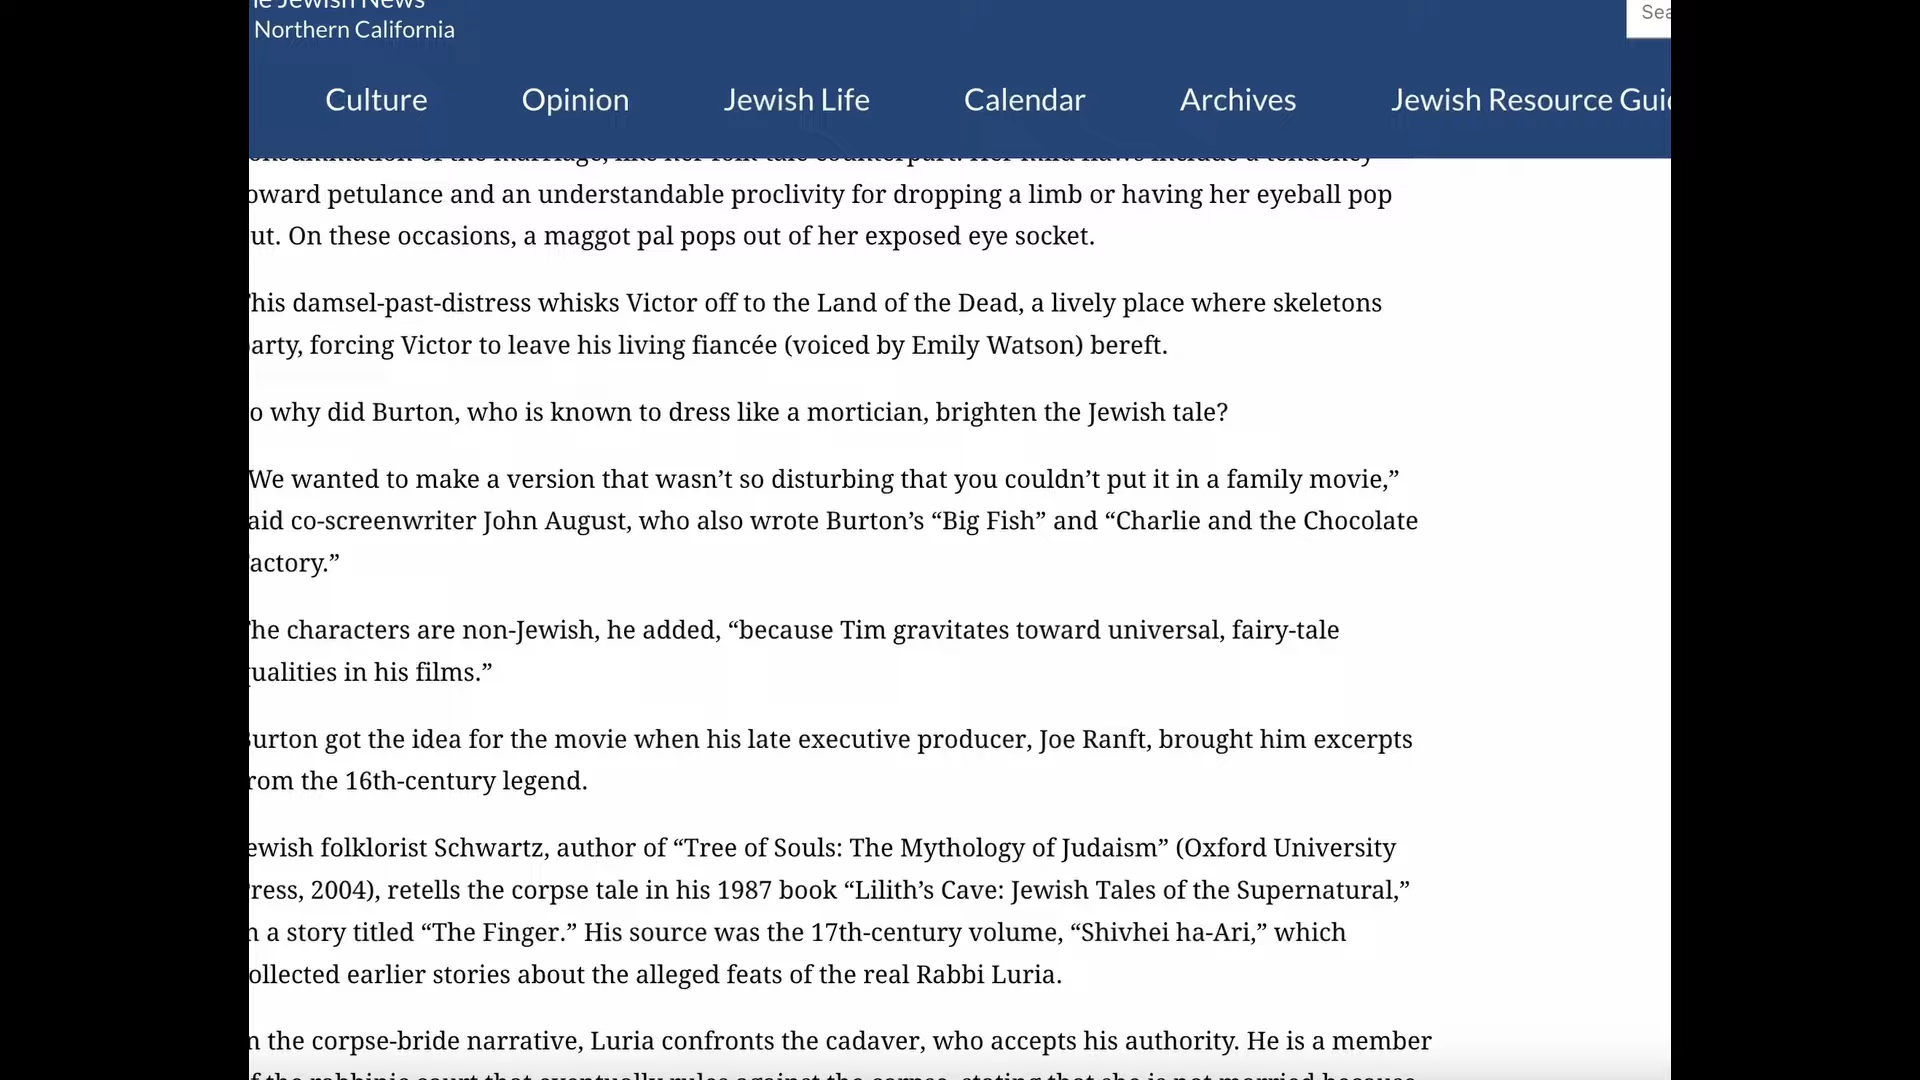 Jewish News
Northern California
Culture Opinion Jewish Life Calendar Archives Jewish Resource
oward petulance and an understandable proclivity for dropping a limb or having her eyeball pop
ut. On these occasions, a maggot pal pops out of her exposed eye socket.
his damsel-past-distress whisks Victor off to the Land of the Dead, a lively place where skeletons
arty, forcing Victor to leave his living fiancée (voiced by Emily Watson) bereft.
o why did Burton, who is known to dress like a mortician, brighten the Jewish tale?
“We wanted to make a version that wasn’t so disturbing that you couldn’t put it in a family movie,”
aid co-screenwriter John August, who also wrote Burton’s “Big Fish” and “Charlie and the Chocolate
actory.”
The characters are non-Jewish, he added, “because Tim gravitates toward universal, fairy-tale
ualities in his films.”
urton got the idea for the movie when his late executive producer, Joe Ranft, brought him excerpts
rom the 16th-century legend.
ewish folklorist Schwartz, author of “Tree of Souls: The Mythology of Judaism” (Oxford University
ress, 2004), retells the corpse tale in his 1987 book “Lilith’s Cave: Jewish Tales of the Supernatural,”
n a story titled “The Finger.” His source was the 17th-century volume, “Shivhei ha-Ari,” which
ollected earlier stories about the alleged feats of the real Rabbi Luria.
n the corpse-bride narrative, Luria confronts the cadaver, who accepts his authority. He is a member